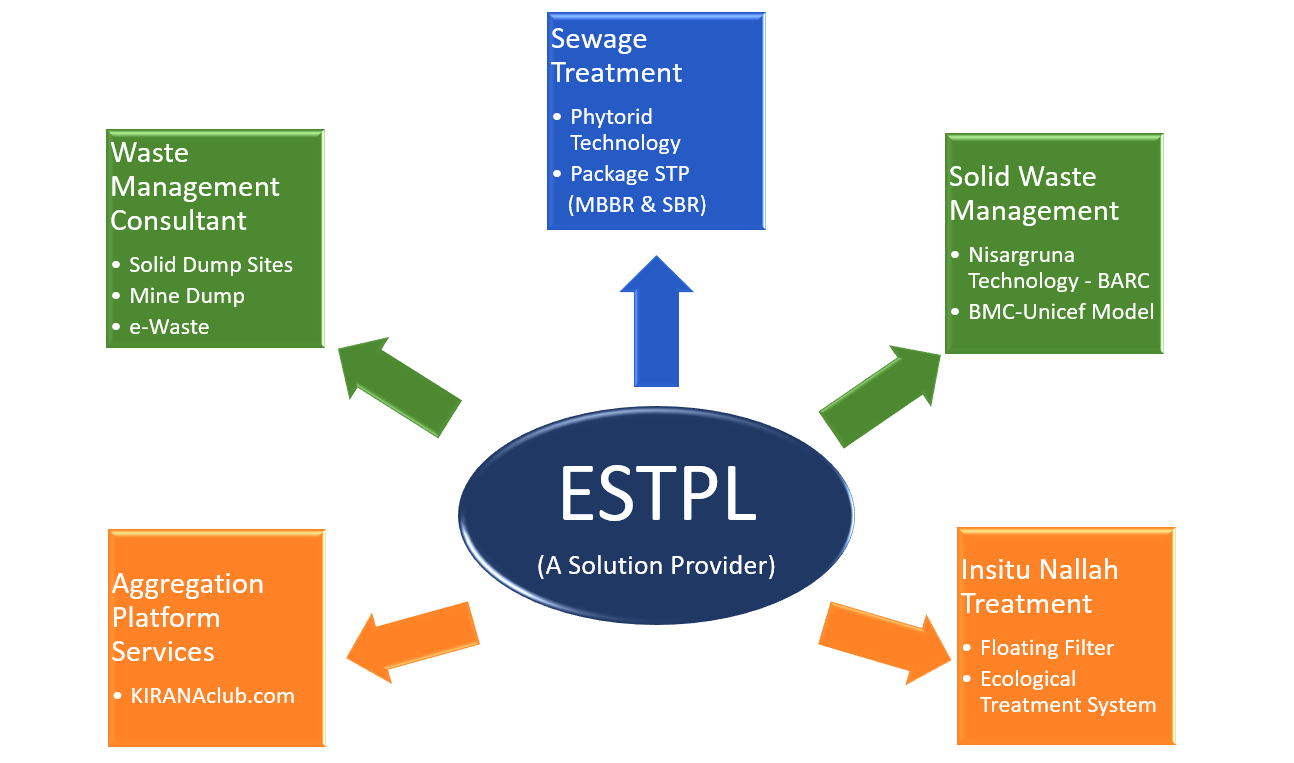 Sewage
Treatment
• Phytorid
Technology
• Package STP
(MBBR & SBR)
Waste
Management
Consultant
• Solid Dump Sites
• Mine Dump
• e-Waste
Solid Waste
Management
• Nisargruna
Technology - BARC
• BMC-Unicef Model
ESTPL
(A Solution Provider)
Aggregation
Platform
Services
• KIRANAclub.com
Insitu Nallah
Treatment
• Floating Filter
• Ecological
Treatment System